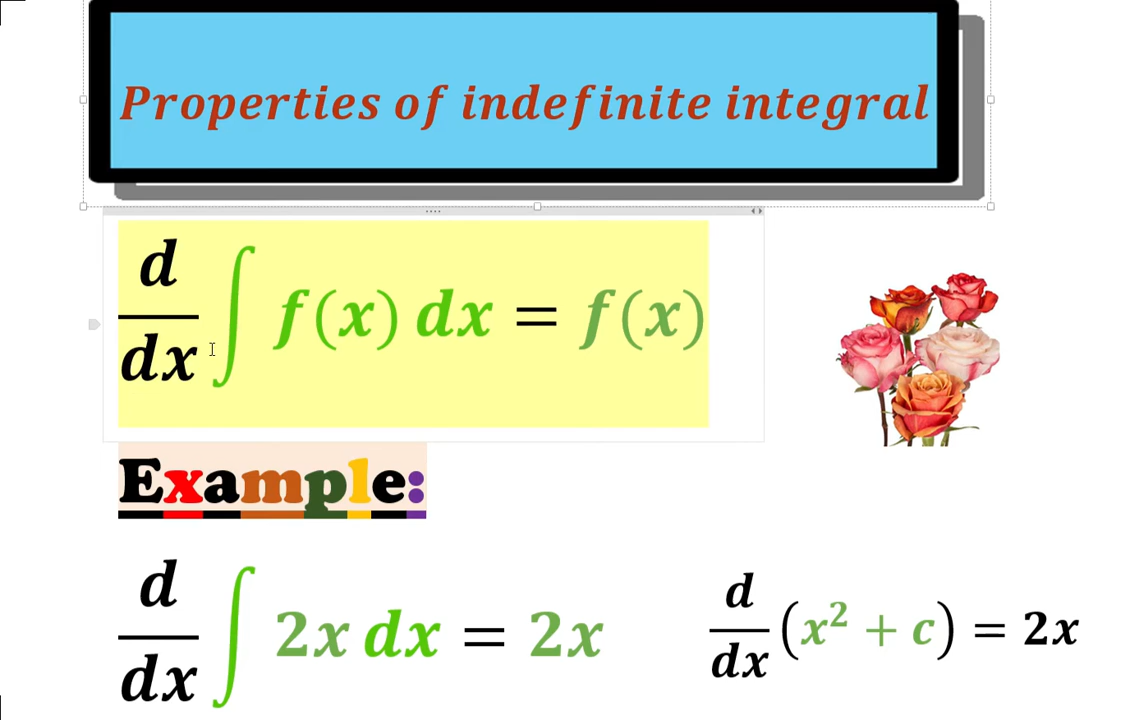 Properties of indefinite integral
d/dx ∫ f(x) dx = f(x)
Example:
d/dx ∫ 2x dx = 2x
d/dx (x² + c) = 2x